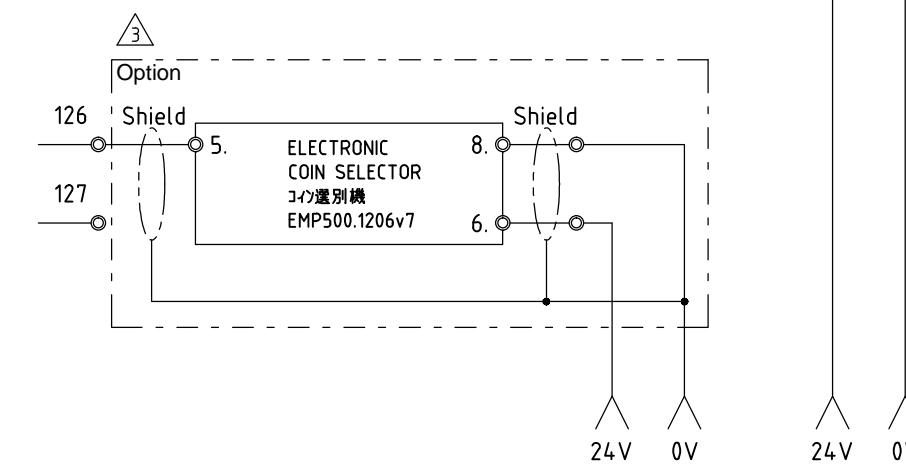 3
Option
126
Shield
Shield
5.
ELECTRONIC
8.
COIN SELECTOR
コイン選別機
127
EMP500.1206v7
6.
24V
0V
24V